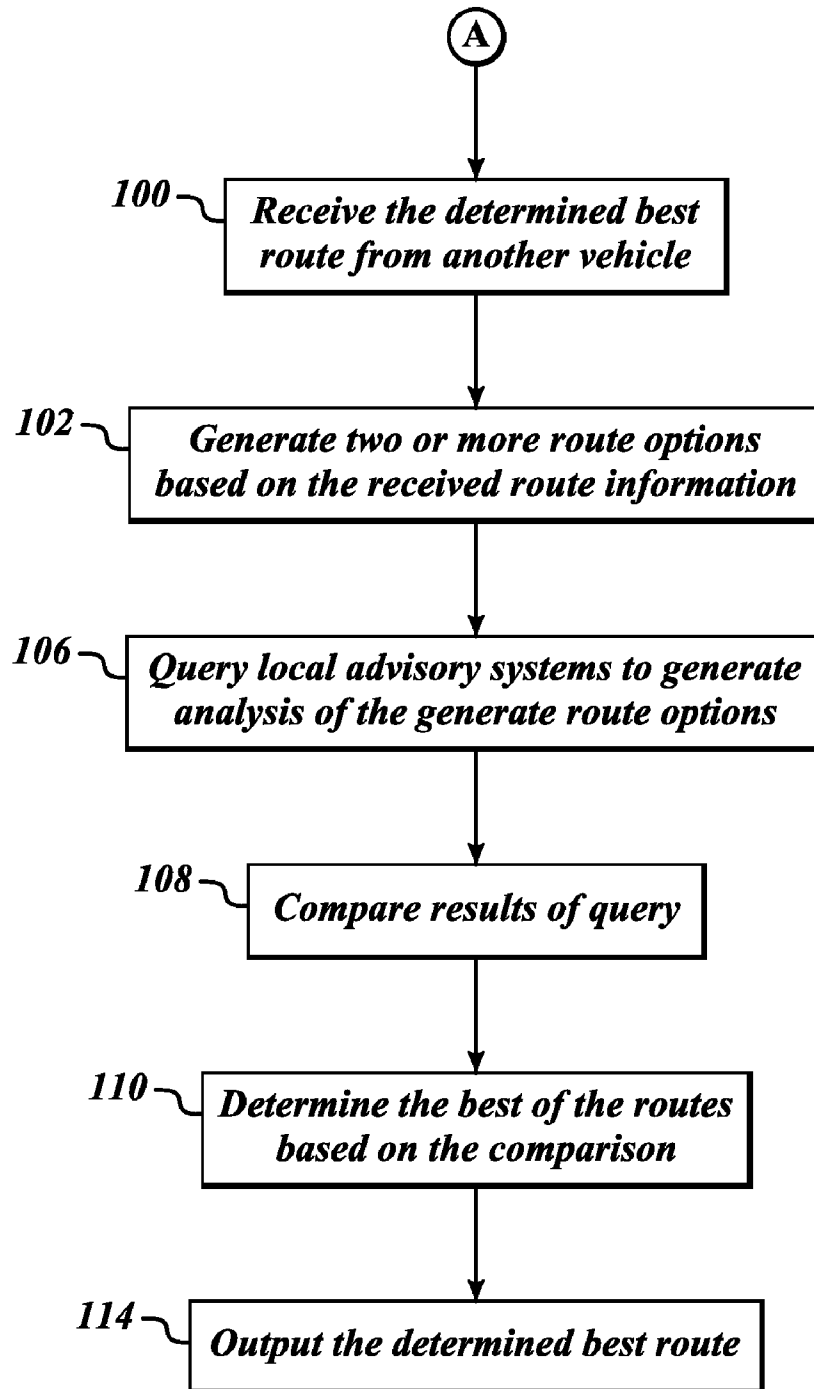 A
100
Receive the determined best
route from another vehicle
102
Generate two or more route options
based on the received route information
106
Query local advisory systems to generate
analysis of the generate route options
108
Compare results of query
110
Determine the best of the routes
based on the comparison
114
Output the determined best route